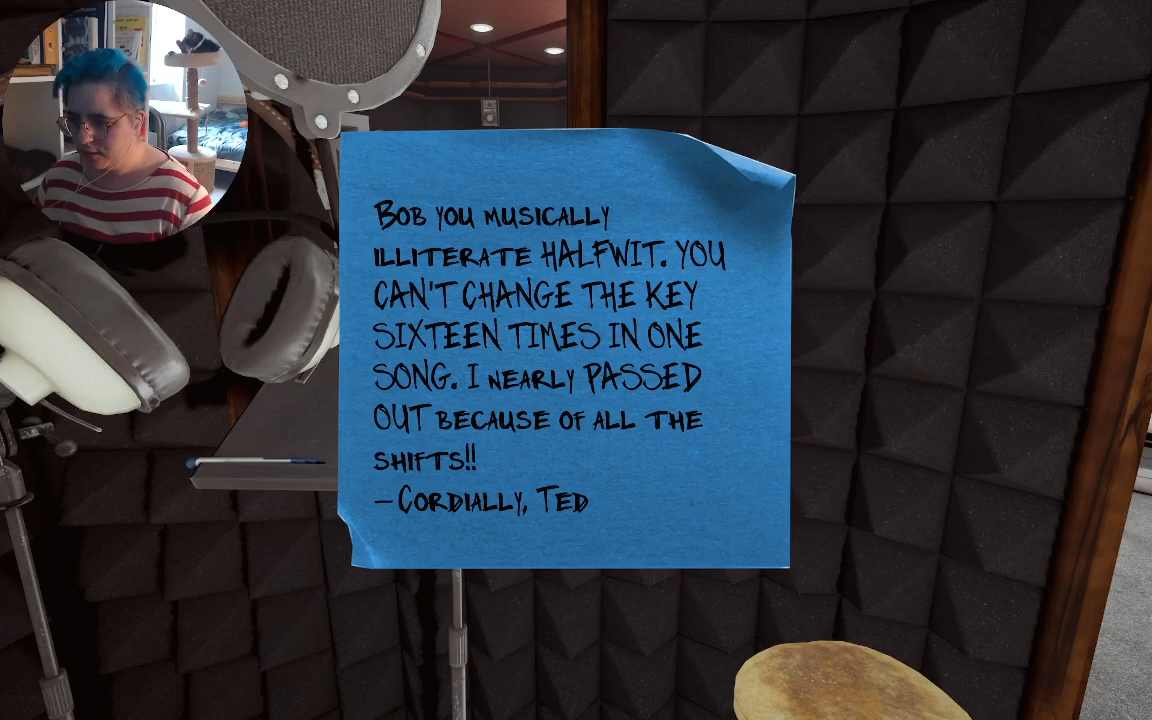 Bob you musically
illiterate HALFWIT. YOU
CAN'T CHANGE THE KEY
SIXTEEN TIMES IN ONE
SONG. I nearly PASSED
OUT because of all the
shifts!!
–Cordially, Ted